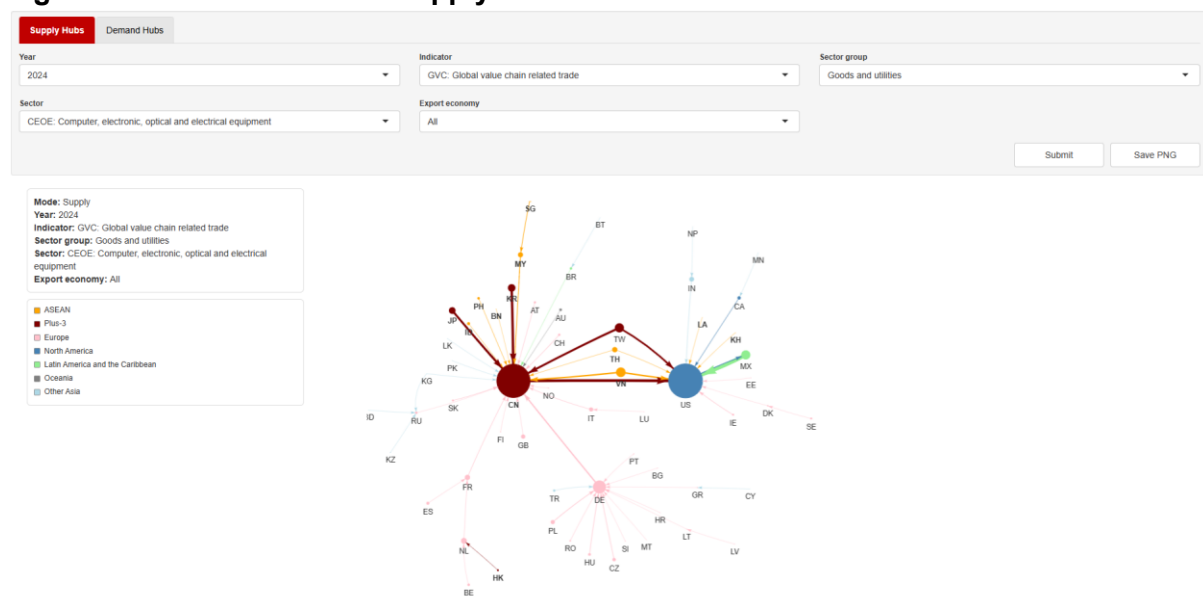 Supply Hubs
Demand Hubs
Year
Indicator
Sector group
2024
GVC: Global value chain related trade
Goods and utilities
Sector
Export economy
CEOE: Computer, electronic, optical and electrical equipment
All
Submit
Save PNG
Mode: Supply
Year: 2024
Indicator: GVC: Global value chain related trade
Sector group: Goods and utilities
Sector: CEOE: Computer, electronic, optical and electrical
equipment
Export economy: All
ASEAN
Plus-3
Europe
North America
Latin America and the Caribbean
Oceania
Other Asia
SG
BT
NP
MY
MN
BR
IN
KR
PH
CA
BN
AT
AU
JP
LA
LK
CH
TW
KH
PK
TH
MX
KG
VN
EE
NO
CN
US
SK
ID
RU
IT
LU
IE
DK
SE
FI
GB
KZ
PT
BG
FR
TR
DE
GR
CY
ES
HR
PL
LT
NL
RO
SI
MT
LV
HU
CZ
HK
BE